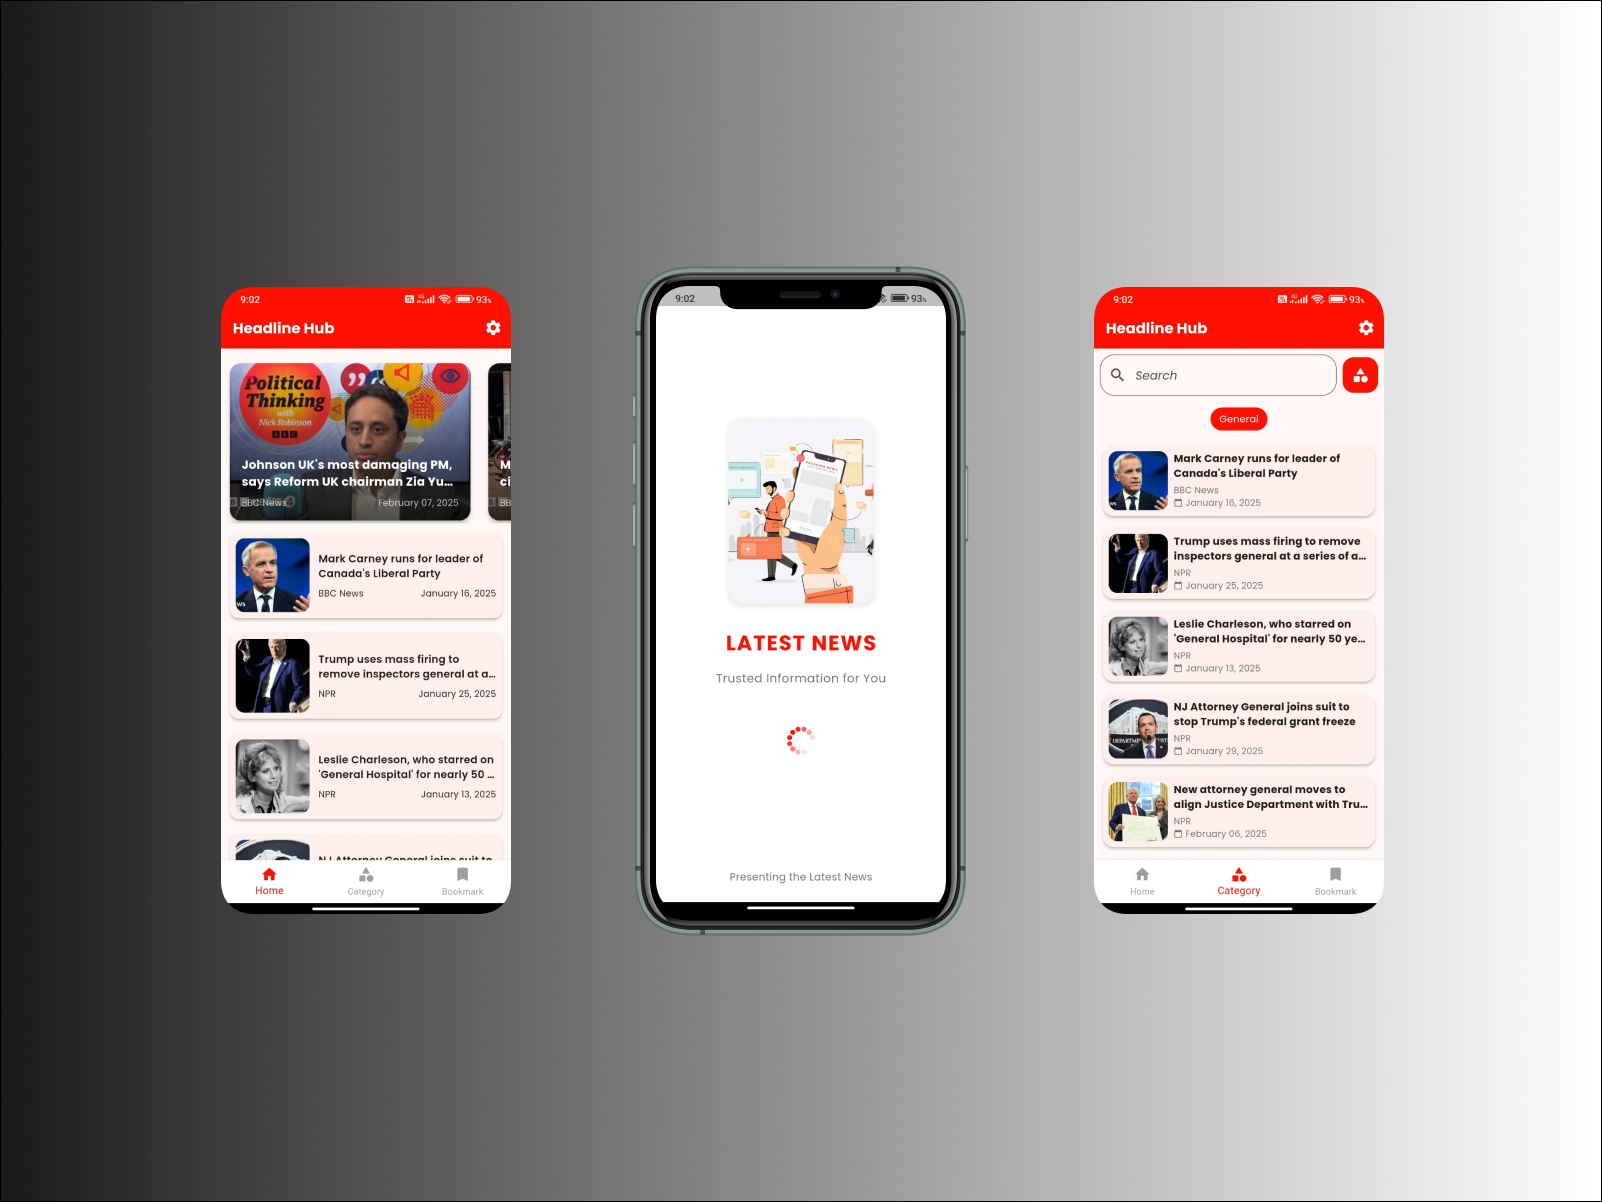 9:02
4G
93%
Headline Hub
Political
Thinking
with
Nick Robinson
BBC
Johnson UK's most damaging PM,
says Reform UK chairman Zia Yu...
BBC News
February 07, 2025
M
ci
BB
Mark Carney runs for leader of
Canada's Liberal Party
BBC News
January 16, 2025
Trump uses mass firing to
remove inspectors general at a...
NPR
January 25, 2025
Leslie Charleson, who starred on
'General Hospital' for nearly 50 ...
NPR
January 13, 2025
NJ Attorney General joins suit to
Home
Category
Bookmark
9:02
93%
BREAKING NEWS
LATEST NEWS
Trusted Information for You
Presenting the Latest News
9:02
4G
93%
Headline Hub
Search
General
Mark Carney runs for leader of
Canada's Liberal Party
BBC News
January 16, 2025
Trump uses mass firing to remove
inspectors general at a series of a...
NPR
January 25, 2025
Leslie Charleson, who starred on
'General Hospital' for nearly 50 ye...
NPR
January 13, 2025
NJ Attorney General joins suit to
stop Trump's federal grant freeze
NPR
January 29, 2025
New attorney general moves to
align Justice Department with Tru...
NPR
February 06, 2025
Home
Category
Bookmark